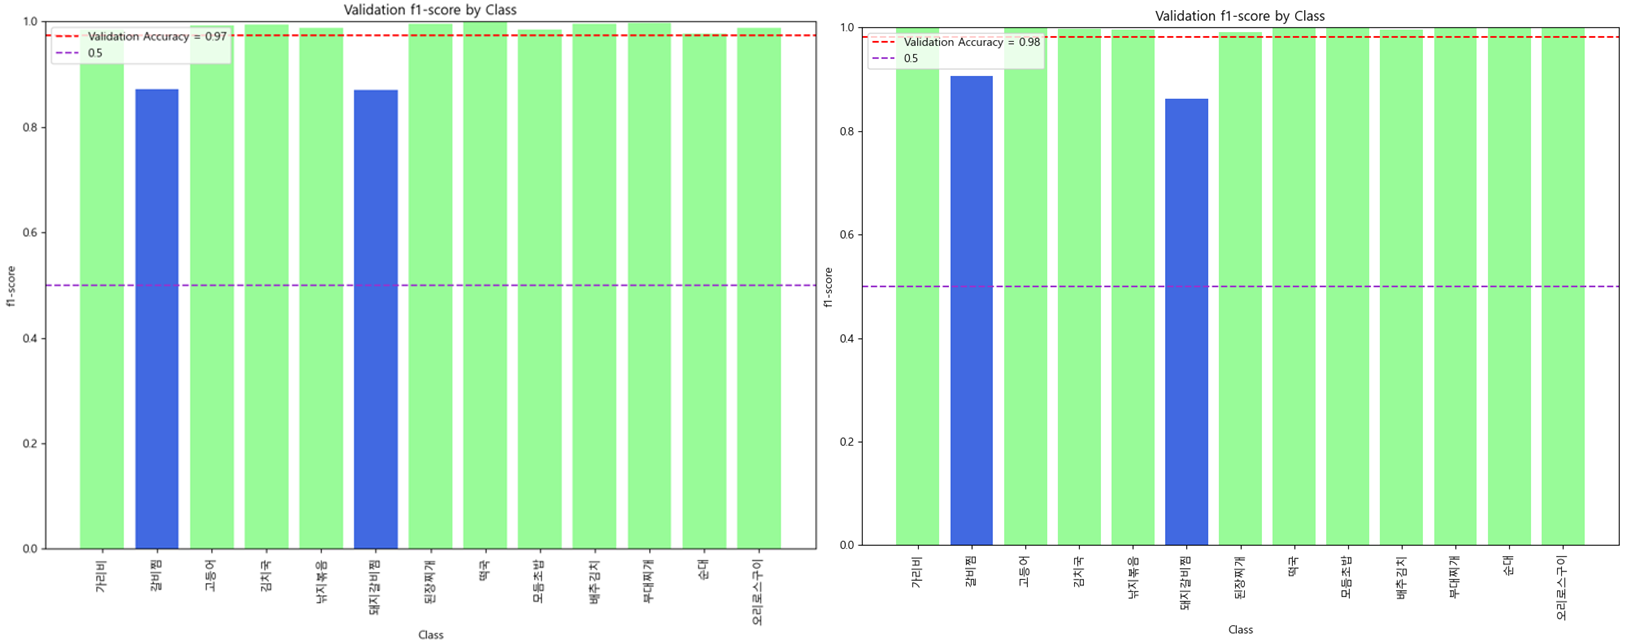 Validation f1-score by Class
Validation Accuracy = 0.97
0.5
1.0
0.8
0.6
0.4
0.2
0.0
f1-score
가리비
갈비찜
고등어
김치국
낚지볶음
돼지갈비찜
된장찌개
떡국
모듬초밥
배추김치
부대찌개
순대
오리로스구이
Class
Validation f1-score by Class
Validation Accuracy = 0.98
0.5
1.0
0.8
0.6
0.4
0.2
0.0
f1-score
가리비
갈비찜
고등어
김치국
낚지볶음
돼지갈비찜
된장찌개
떡국
모듬초밥
배추김치
부대찌개
순대
오리로스구이
Class